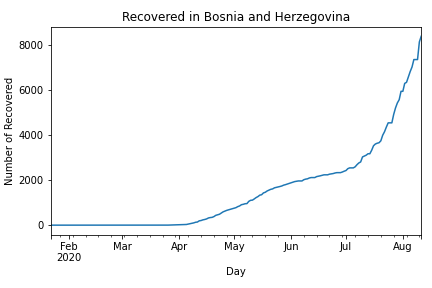 Recovered in Bosnia and Herzegovina
Number of Recovered
8000
6000
4000
2000
0
Feb
2020
Mar
Apr
May
Jun
Jul
Aug
Day